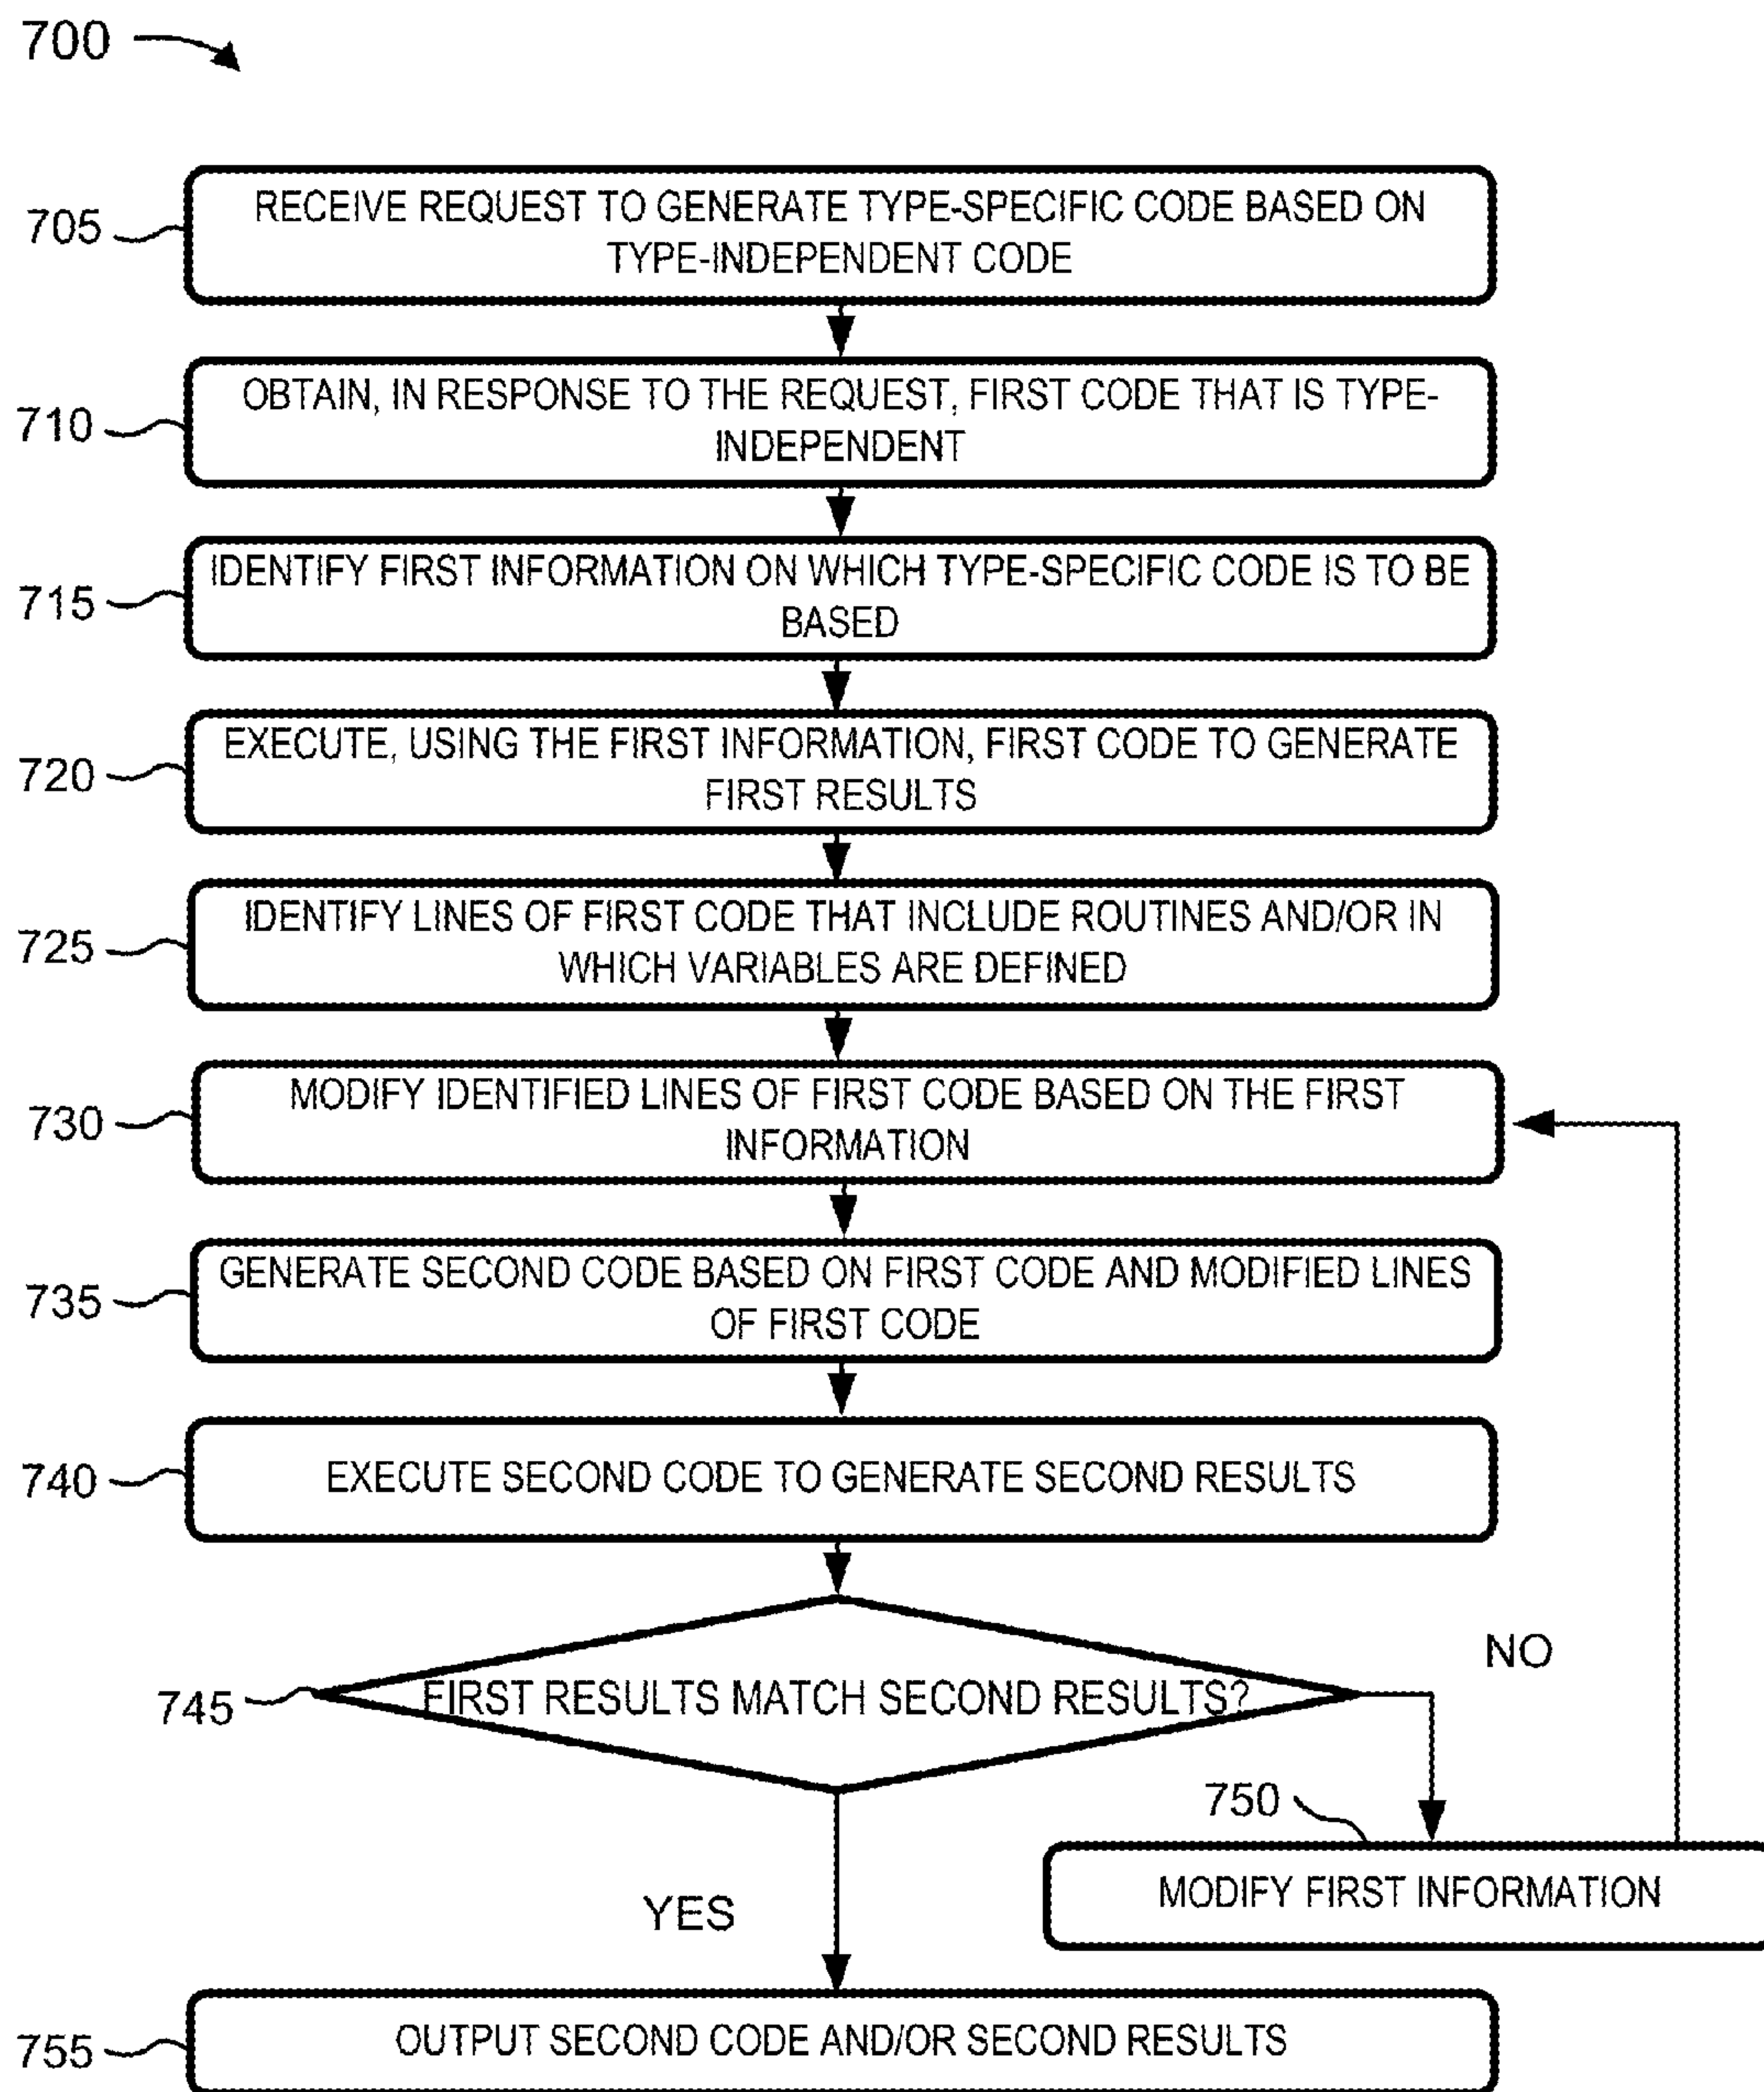 700
705
RECEIVE REQUEST TO GENERATE TYPE-SPECIFIC CODE BASED ON
TYPE-INDEPENDENT CODE
710
OBTAIN, IN RESPONSE TO THE REQUEST, FIRST CODE THAT IS TYPE-
INDEPENDENT
715
IDENTIFY FIRST INFORMATION ON WHICH TYPE-SPECIFIC CODE IS TO BE
BASED
720
EXECUTE, USING THE FIRST INFORMATION, FIRST CODE TO GENERATE
FIRST RESULTS
725
IDENTIFY LINES OF FIRST CODE THAT INCLUDE ROUTINES AND/OR IN
WHICH VARIABLES ARE DEFINED
730
MODIFY IDENTIFIED LINES OF FIRST CODE BASED ON THE FIRST
INFORMATION
735
GENERATE SECOND CODE BASED ON FIRST CODE AND MODIFIED LINES
OF FIRST CODE
740
EXECUTE SECOND CODE TO GENERATE SECOND RESULTS
745
FIRST RESULTS MATCH SECOND RESULTS?
NO
750
MODIFY FIRST INFORMATION
YES
755
OUTPUT SECOND CODE AND/OR SECOND RESULTS